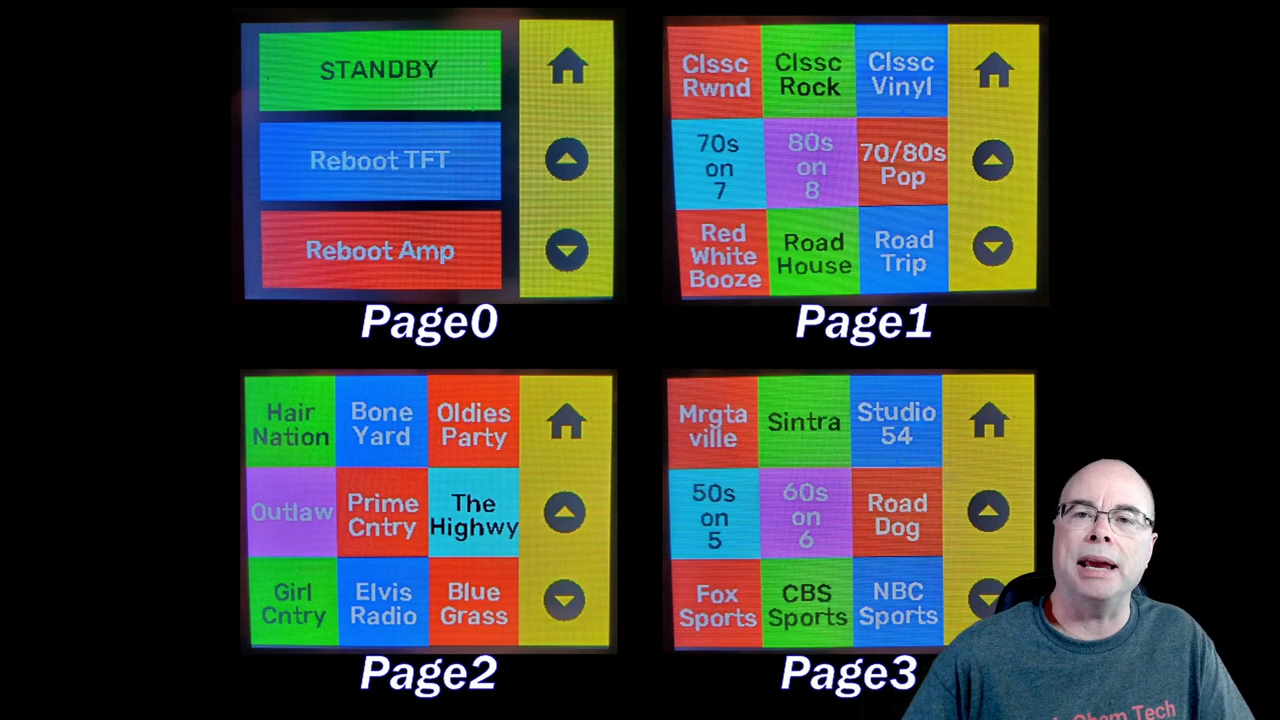 STANDBY
Reboot TFT
Reboot Amp
Page0
Clssc
Rwnd
Clssc
Rock
Clssc
Vinyl
70s
on
7
80s
on
8
70/80s
Pop
Red
White
Booze
Road
House
Road
Trip
Page1
Hair
Nation
Bone
Yard
Oldies
Party
Outlaw
Prime
Cntry
The
Highwy
Girl
Cntry
Elvis
Radio
Blue
Grass
Page2
Mrgta
ville
Sintra
Studio
54
50s
on
5
60s
on
6
Road
Dog
Fox
Sports
CBS
Sports
NBC
Sports
Page3
Tech